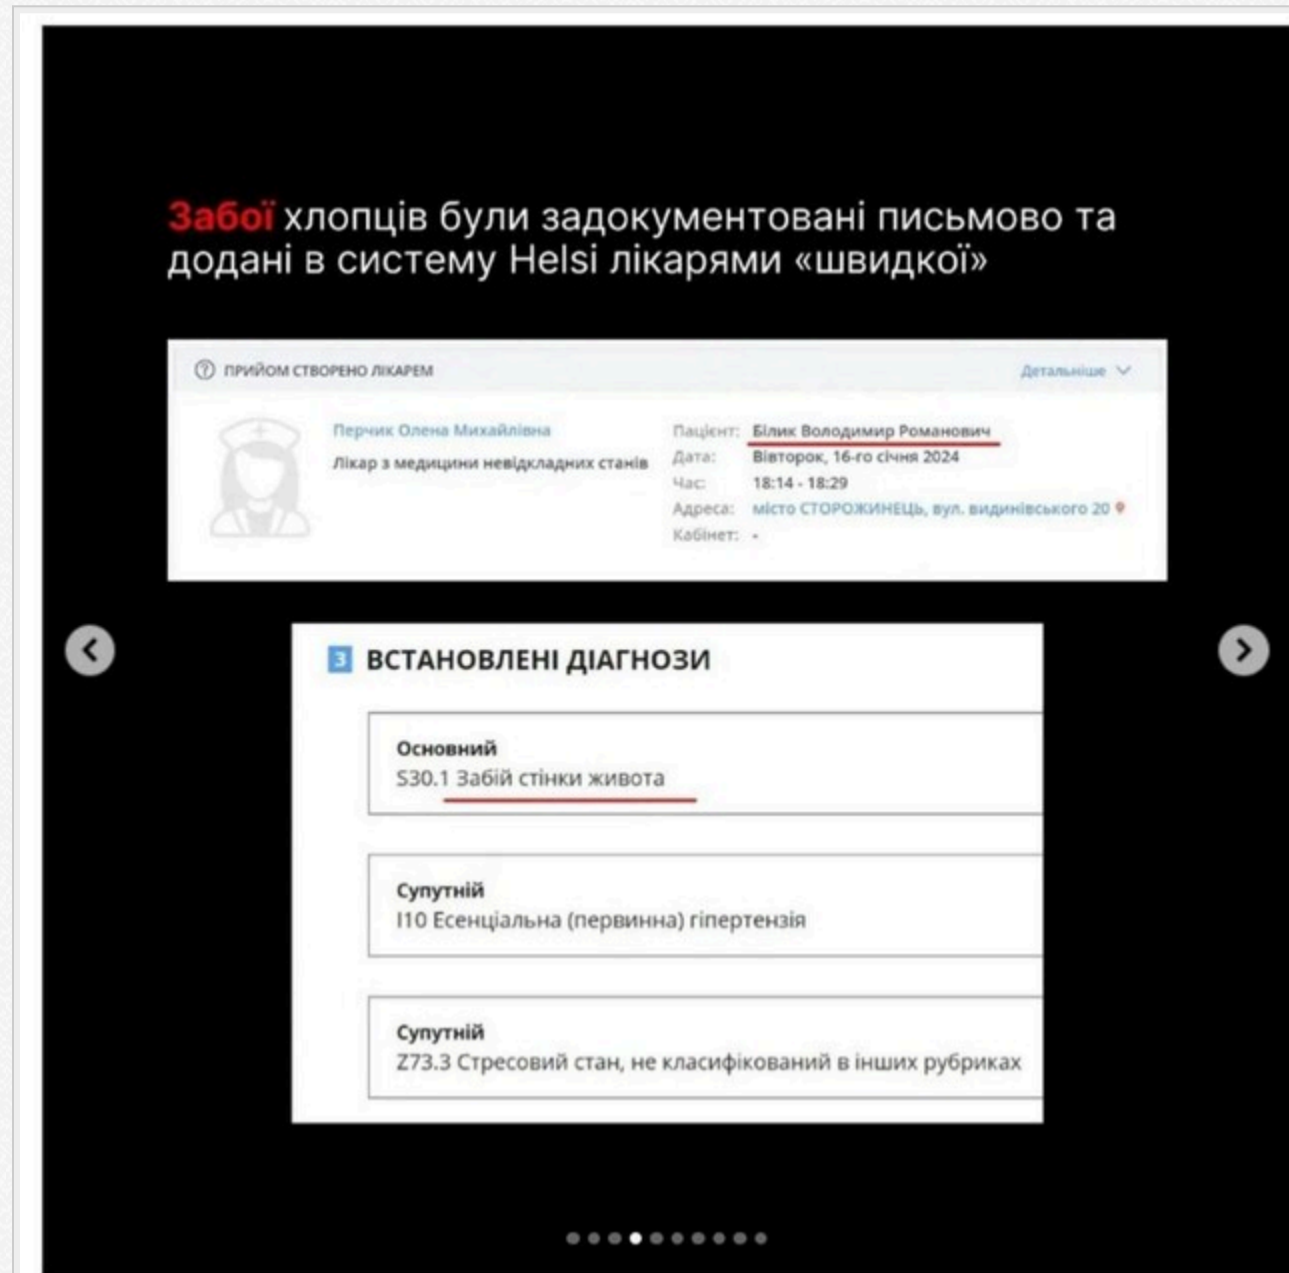 Забої хлопців були задокументовані письмово та
додані в систему Helsi лікарями «швидкої»
ПРИЙОМ СТВОРЕНО ЛІКАРЕМ
Детальніше
Перчик Олена Михайлівна
Лікар з медицини невідкладних станів
Пацієнт: Білик Володимир Романович
Дата: Вівторок, 16-го січня 2024
Час: 18:14 - 18:29
Адреса: місто СТОРОЖИНЕЦЬ, вул. видинівського 20
Кабінет: -
3 ВСТАНОВЛЕНІ ДІАГНОЗИ
Основний
S30.1 Забій стінки живота
Супутній
I10 Есенціальна (первинна) гіпертензія
Супутній
Z73.3 Стресовий стан, не класифікований в інших рубриках